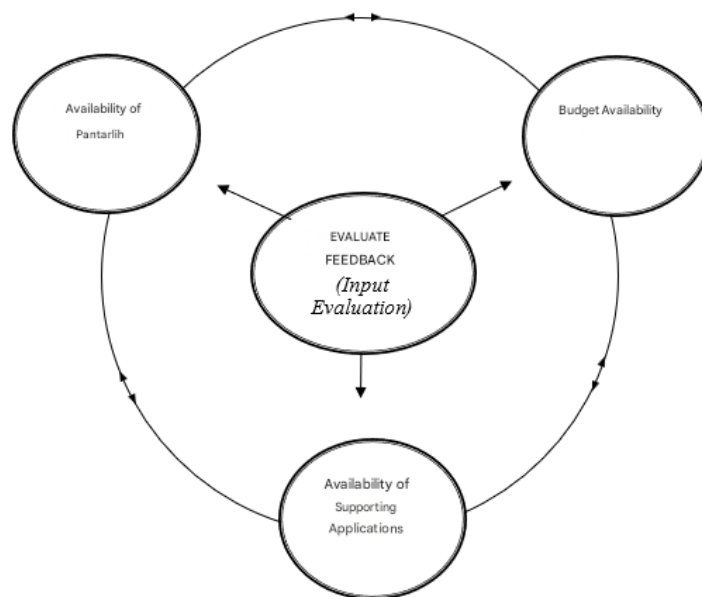 Availability of
Pantarlih
Budget Availability
EVALUATE
FEEDBACK
(Input
Evaluation)
Availability of
Supporting
Applications